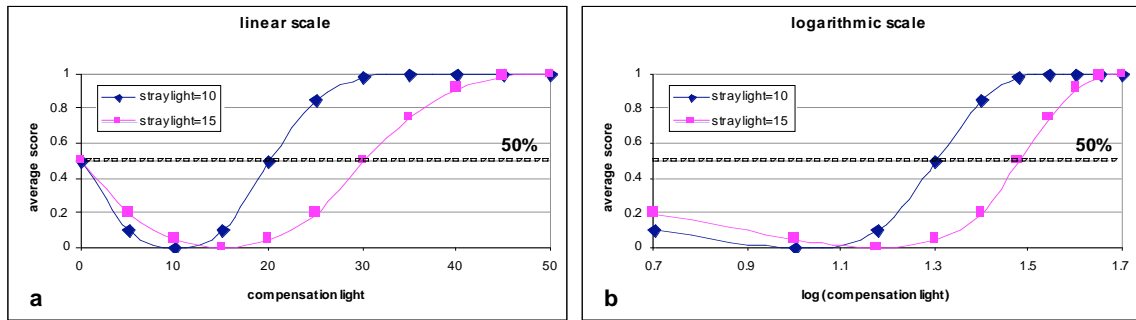 linear scale
1
0.8
0.6
0.4
0.2
0
average score
straylight=10
straylight=15
50%
0 10 20 30 40 50
compensation light
a
logarithmic scale
1
0.8
0.6
0.4
0.2
0
average score
straylight=10
straylight=15
50%
0.7 0.9 1.1 1.3 1.5 1.7
log (compensation light)
b